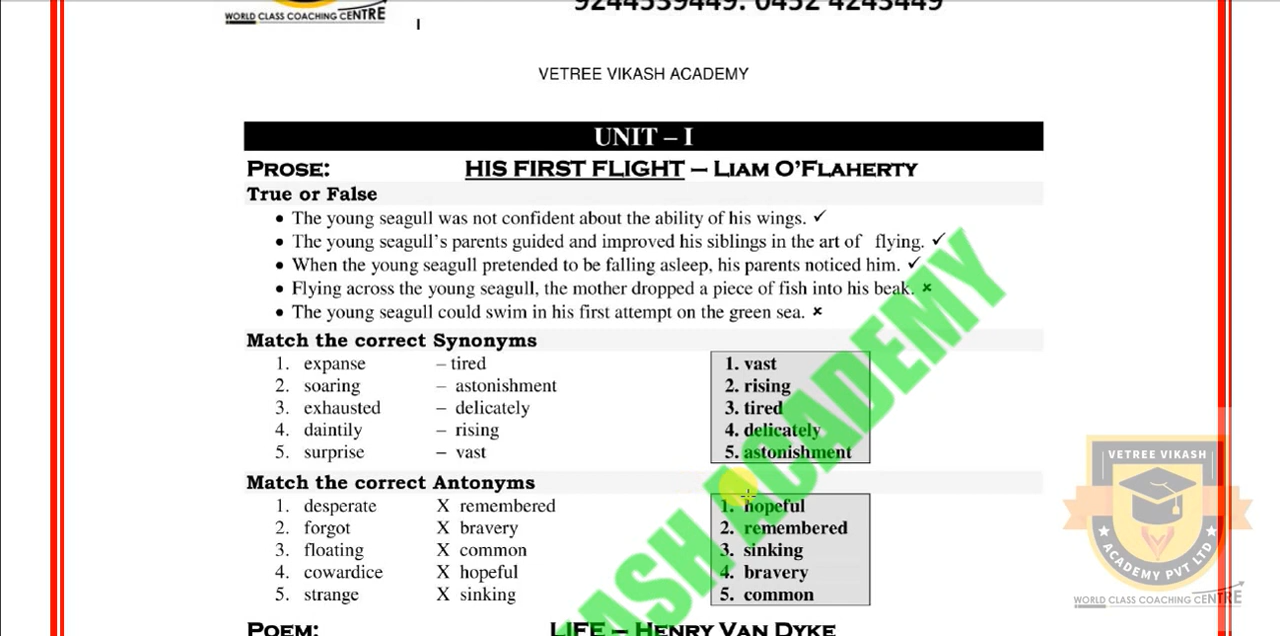 WORLD CLASS COACHING CENTRE
9244539449. 0452 4243449
VETREE VIKASH ACADEMY
UNIT – I
PROSE: HIS FIRST FLIGHT – LIAM O'FLAHERTY
True or False
• The young seagull was not confident about the ability of his wings. ✓
• The young seagull's parents guided and improved his siblings in the art of flying. ✓
• When the young seagull pretended to be falling asleep, his parents noticed him. ✓
• Flying across the young seagull, the mother dropped a piece of fish into his beak. ×
• The young seagull could swim in his first attempt on the green sea. ×
Match the correct Synonyms
1. expanse – tired 1. vast
2. soaring – astonishment 2. rising
3. exhausted – delicately 3. tired
4. daintily – rising 4. delicately
5. surprise – vast 5. astonishment
Match the correct Antonyms
1. desperate X remembered 1. hopeful
2. forgot X bravery 2. remembered
3. floating X common 3. sinking
4. cowardice X hopeful 4. bravery
5. strange X sinking 5. common
POEM: LIFE – HENRY VAN DYKE
ASH ACADEMY
VETREE VIKASH
ACADEMY PVT LTD
WORLD CLASS COACHING CENTRE